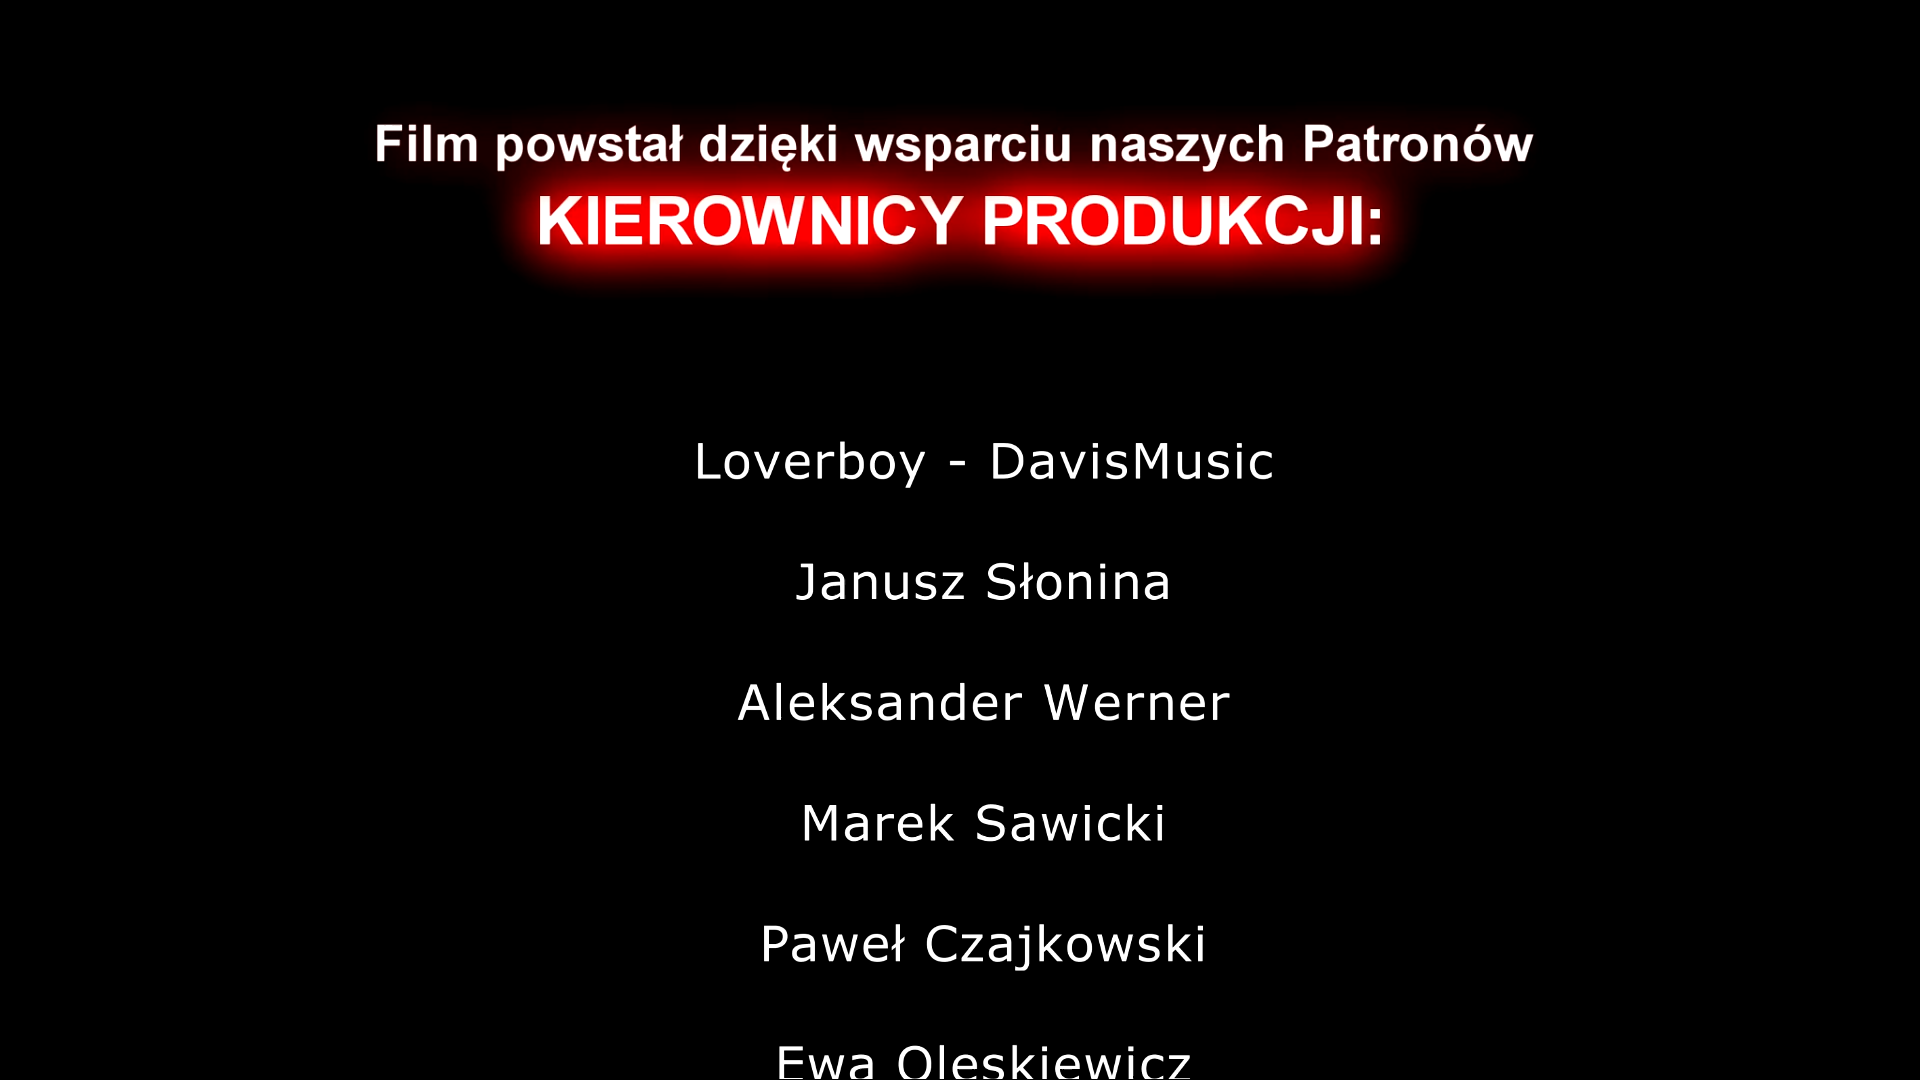 Film powstał dzięki wsparciu naszych Patronów
KIEROWNICY PRODUKCJI:
Loverboy - DavisMusic
Janusz Słonina
Aleksander Werner
Marek Sawicki
Paweł Czajkowski
Ewa Oleskiewicz